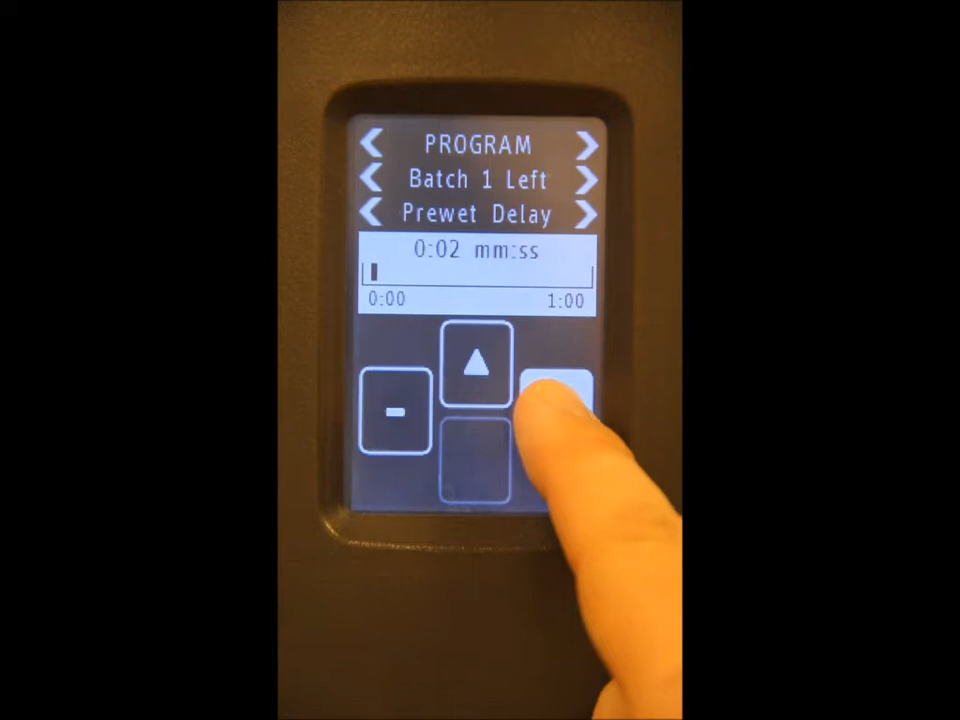 PROGRAM
Batch 1 Left
Prewet Delay
0:02 mm:ss
0:00 1:00
-